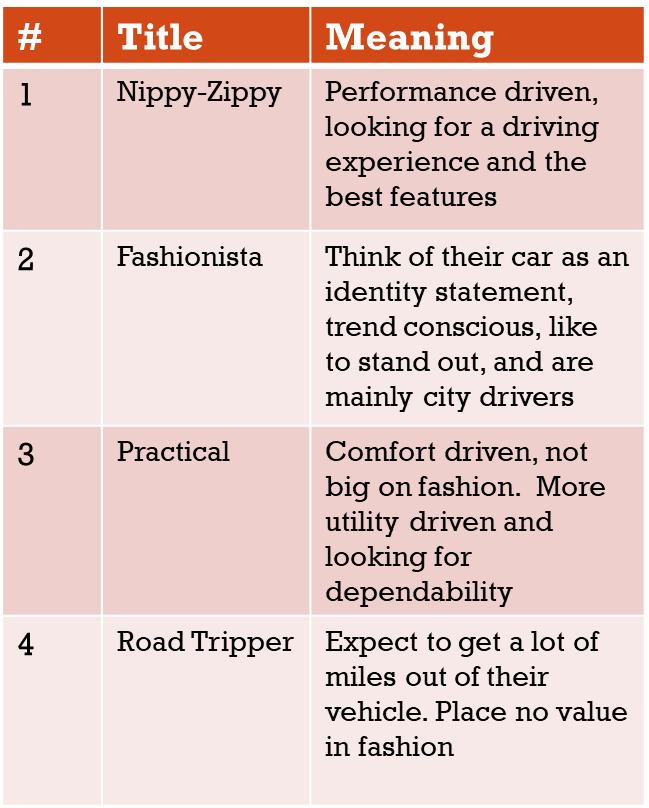 # Title Meaning
1 Nippy-Zippy Performance driven,
looking for a driving
experience and the
best features
2 Fashionista Think of their car as an
identity statement,
trend conscious, like
to stand out, and are
mainly city drivers
3 Practical Comfort driven, not
big on fashion.  More
utility driven and
looking for
dependability
4 Road Tripper Expect to get a lot of
miles out of their
vehicle. Place no value
in fashion